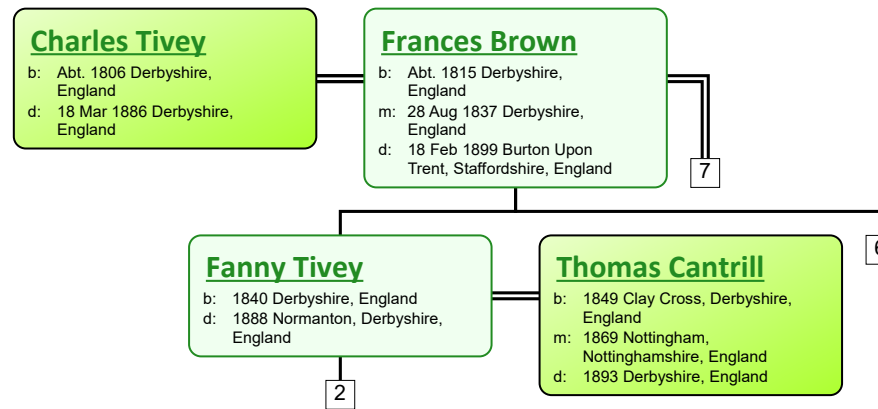 Charles Tivey
b: Abt. 1806 Derbyshire,
England
d: 18 Mar 1886 Derbyshire,
England
Frances Brown
b: Abt. 1815 Derbyshire,
England
m: 28 Aug 1837 Derbyshire,
England
d: 18 Feb 1899 Burton Upon
Trent, Staffordshire, England
7
Fanny Tivey
b: 1840 Derbyshire, England
d: 1888 Normanton, Derbyshire,
England
2
Thomas Cantrill
b: 1849 Clay Cross, Derbyshire,
England
m: 1869 Nottingham,
Nottinghamshire, England
d: 1893 Derbyshire, England